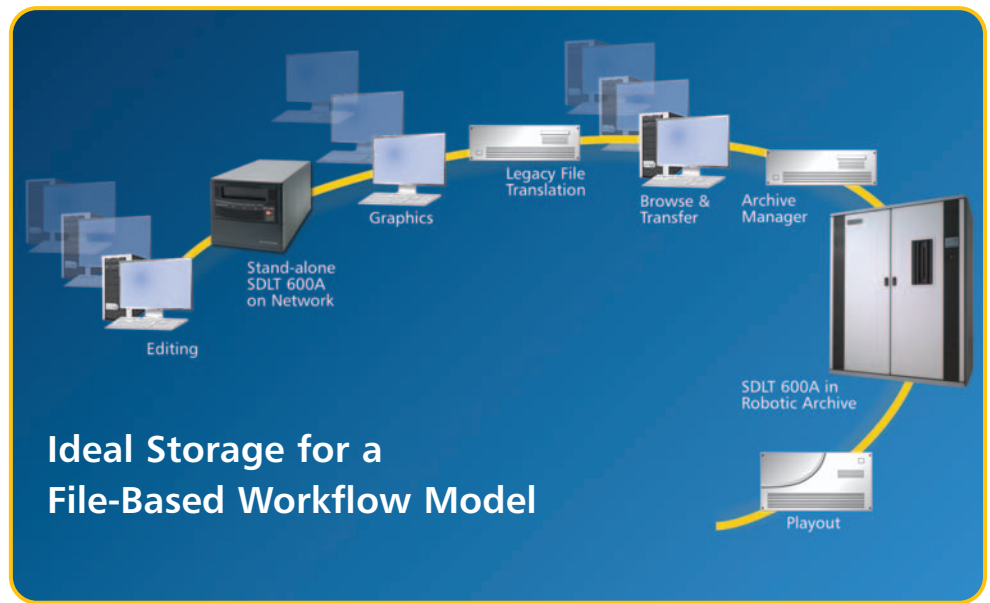 Editing
Stand-alone
SDLT 600A
on Network
Graphics
Legacy File
Translation
Browse &
Transfer
Archive
Manager
SDLT 600A in
Robotic Archive
Playout
Ideal Storage for a
File-Based Workflow Model